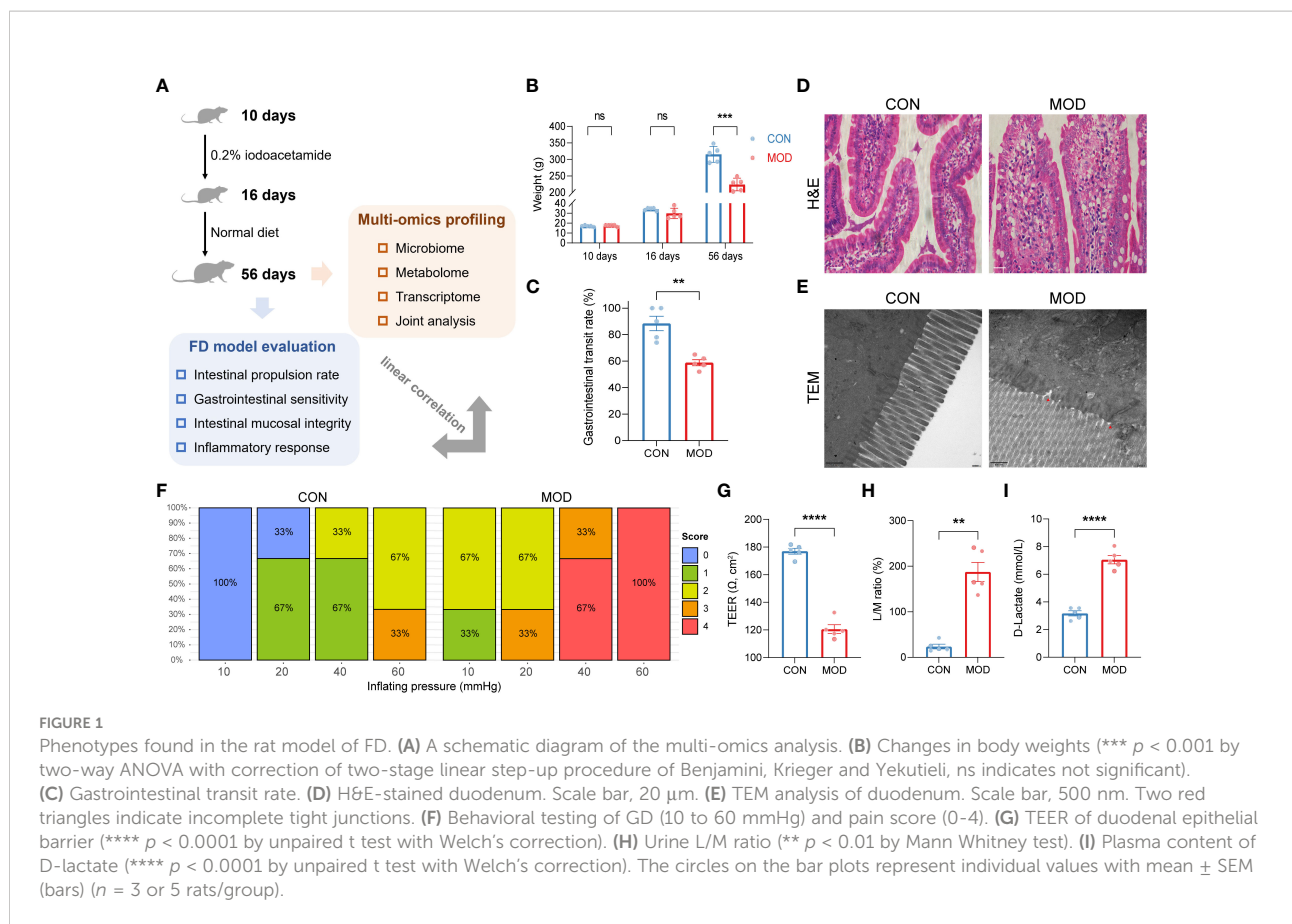 A
10 days
0.2% iodoacetamide
16 days
Normal diet
56 days
Multi-omics profiling
Microbiome
Metabolome
Transcriptome
Joint analysis
FD model evaluation
Intestinal propulsion rate
Gastrointestinal sensitivity
Intestinal mucosal integrity
Inflammatory response
linear correlation
B
ns
ns
***
CON
MOD
Weight (g)
350
300
250
200
30
20
10
0
10 days
16 days
56 days
C
**
Gastrointestinal transit rate (%)
100
80
60
40
20
0
CON
MOD
D
CON
MOD
H&E
E
CON
MOD
TEM
F
CON
MOD
100%
90%
80%
70%
60%
50%
40%
30%
20%
10%
0%
100%
33%
67%
33%
67%
67%
33%
67%
33%
67%
33%
33%
67%
100%
10
20
40
60
10
20
40
60
Inflating pressure (mmHg)
Score
0
1
2
3
4
G
****
TEER (Ω, cm²)
200
180
160
140
120
100
CON
MOD
H
**
L/M ratio (%)
300
200
100
0
CON
MOD
I
****
D-Lactate (mmol/L)
10
8
6
4
2
0
CON
MOD
FIGURE 1
Phenotypes found in the rat model of FD. (A) A schematic diagram of the multi-omics analysis. (B) Changes in body weights (*** p < 0.001 by
two-way ANOVA with correction of two-stage linear step-up procedure of Benjamini, Krieger and Yekutieli, ns indicates not significant).
(C) Gastrointestinal transit rate. (D) H&E-stained duodenum. Scale bar, 20 μm. (E) TEM analysis of duodenum. Scale bar, 500 nm. Two red
triangles indicate incomplete tight junctions. (F) Behavioral testing of GD (10 to 60 mmHg) and pain score (0-4). (G) TEER of duodenal epithelial
barrier (**** p < 0.0001 by unpaired t test with Welch's correction). (H) Urine L/M ratio (** p < 0.01 by Mann Whitney test). (I) Plasma content of
D-lactate (**** p < 0.0001 by unpaired t test with Welch's correction). The circles on the bar plots represent individual values with mean ± SEM
(bars) (n = 3 or 5 rats/group).